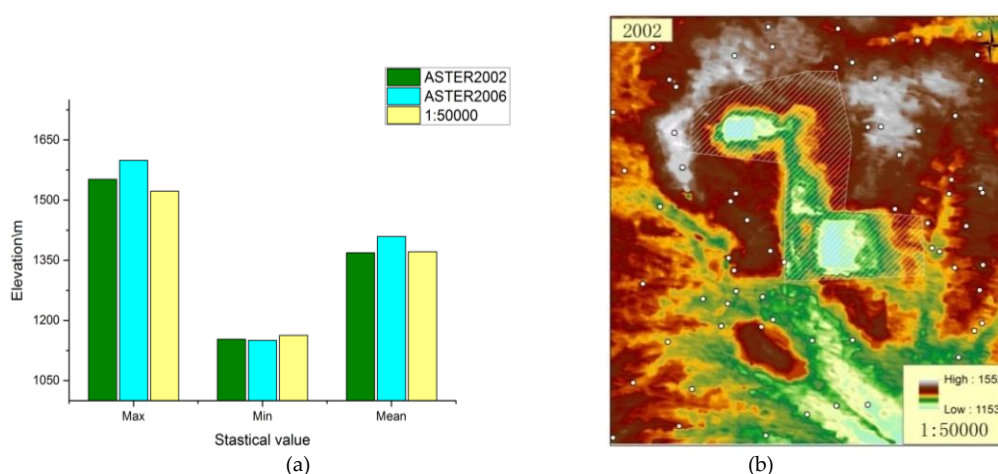 ASTER2002
ASTER2006
1:50000
1650
1500
1350
1200
1050
Elevation\m
Max
Min
Mean
Stastical value
(a)
2002
High : 155
Low : 1153
1:50000
(b)